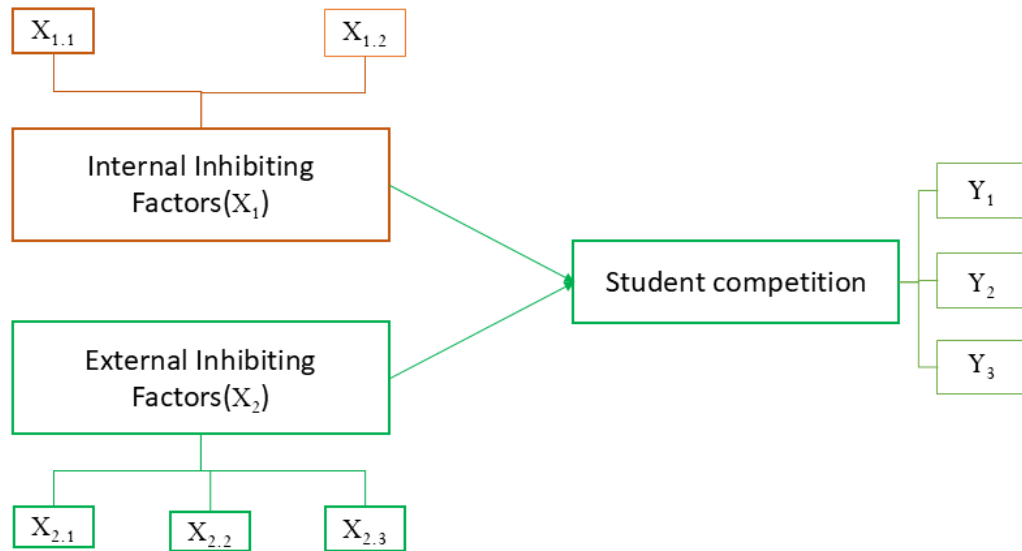 X₁.₁
X₁.₂
Internal Inhibiting
Factors(X₁)
Student competition
Y₁
Y₂
Y₃
External Inhibiting
Factors(X₂)
X₂.₁
X₂.₂
X₂.₃